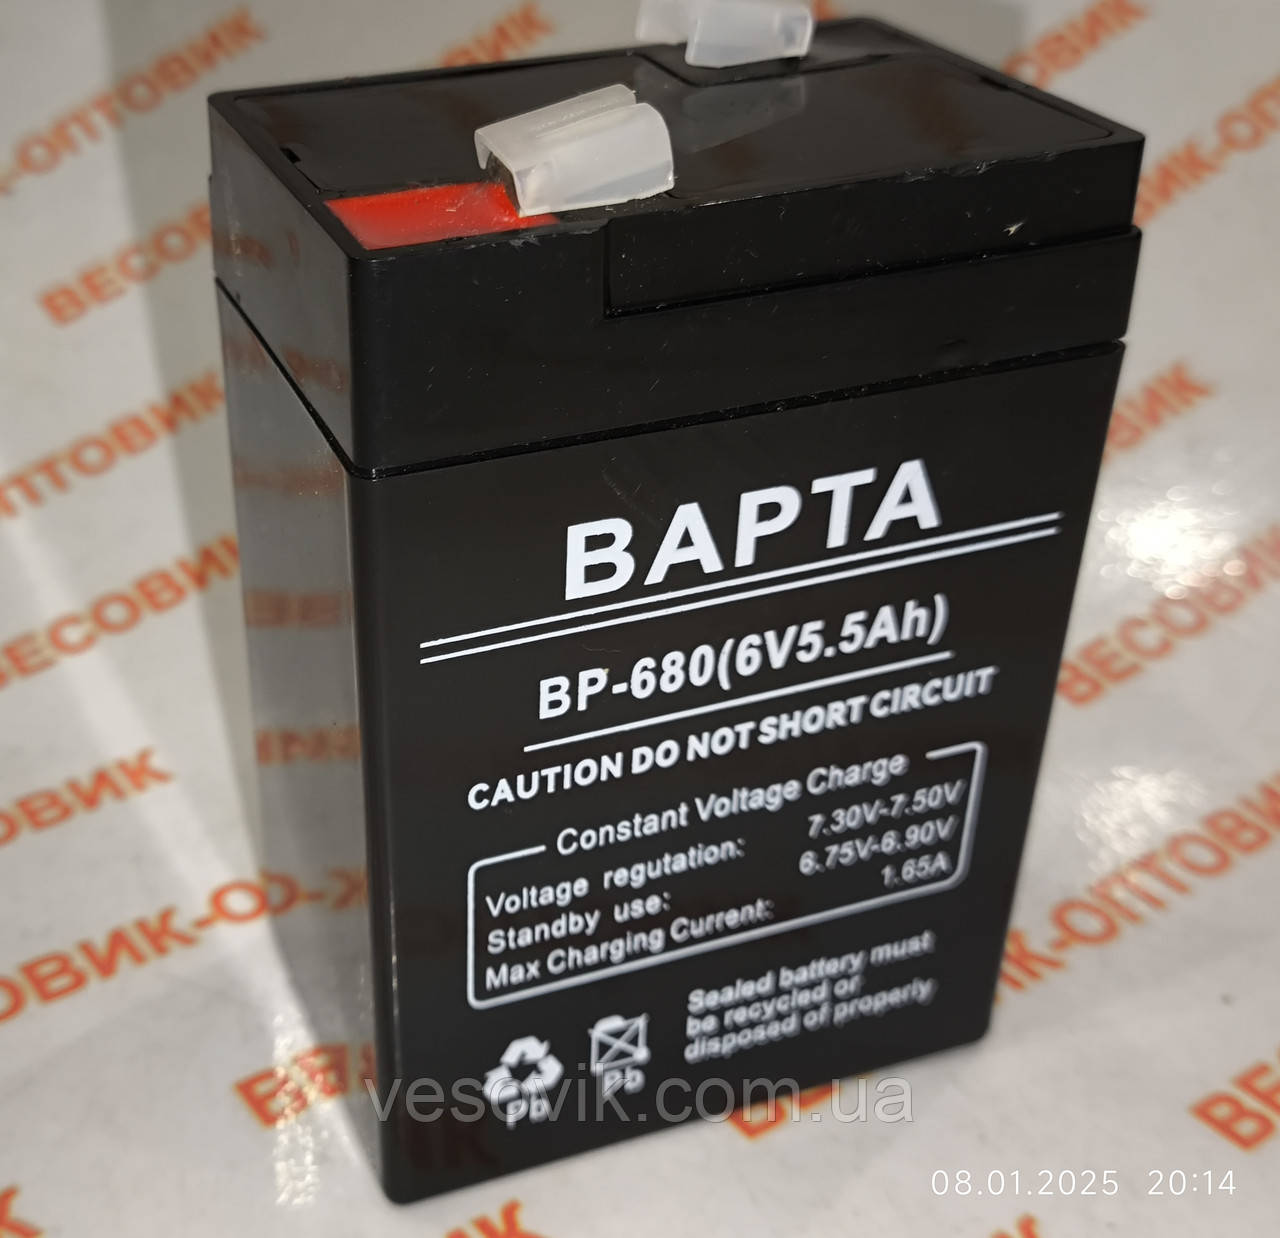 ВАРТА
BP-680(6V5.5Ah)
CAUTION DO NOT SHORT CIRCUIT
Constant Voltage Charge
Voltage regutation: 7.30V-7.50V
Standby use: 6.75V-6.90V
Max Charging Current: 1.65A
Sealed battery must
be recycled or
disposed of properly
Pb
Pb
vesovik.com.ua
08.01.2025 20:14
ВЕСОВИК-ОПТОВИК